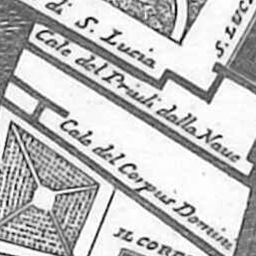 di S. Lucia
S. LUC
Cale del Priuli dalla Naue
Cale del Corpus Domini
IL CORP